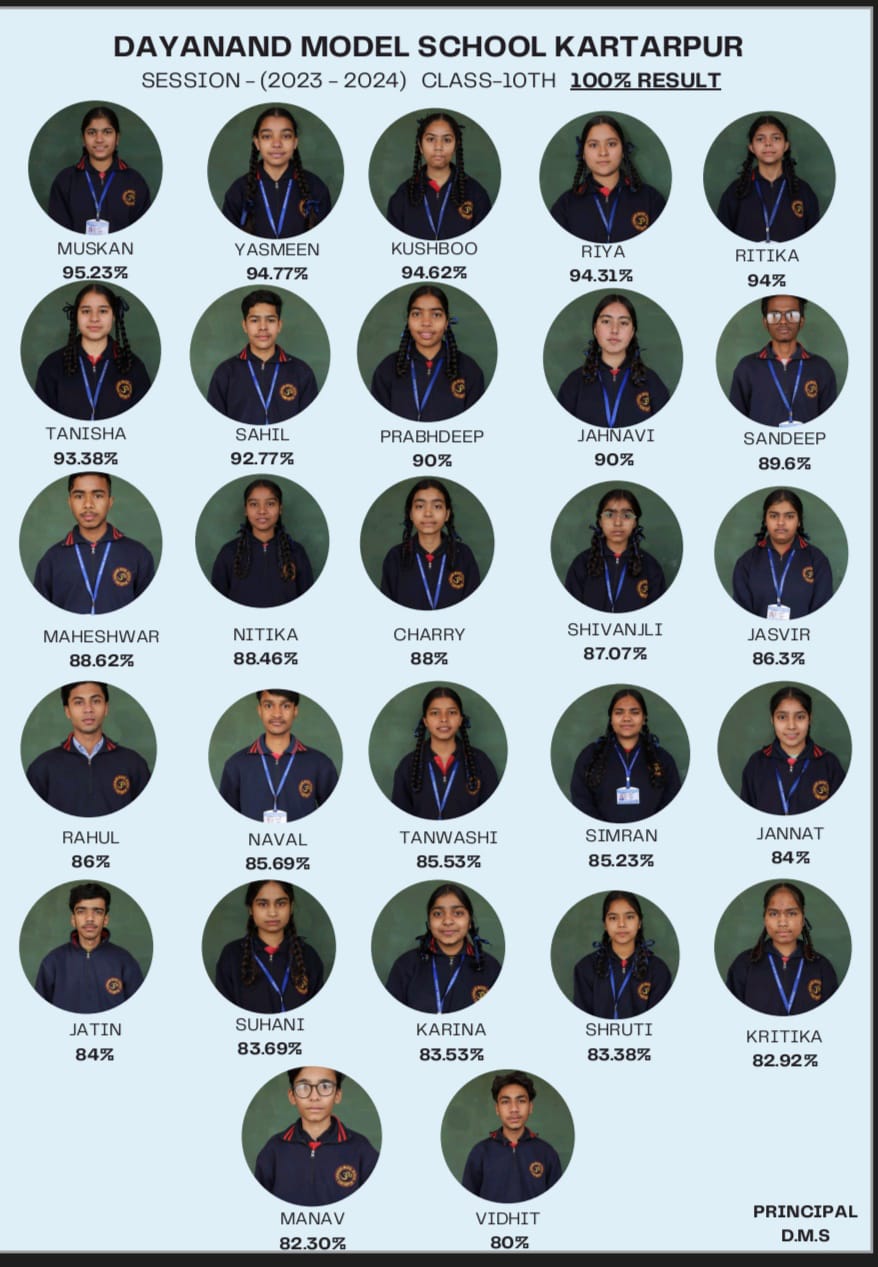 DAYANAND MODEL SCHOOL KARTARPUR
SESSION - (2023 - 2024) CLASS-10TH 100% RESULT
MUSKAN YASMEEN KUSHBOO RIYA RITIKA
95.23% 94.77% 94.62% 94.31% 94%
TANISHA SAHIL PRABHDEEP JAHNAVI SANDEEP
93.38% 92.77% 90% 90% 89.6%
MAHESHWAR NITIKA CHARRY SHIVANJLI JASVIR
88.62% 88.46% 88% 87.07% 86.3%
RAHUL NAVAL TANWASHI SIMRAN JANNAT
86% 85.69% 85.53% 85.23% 84%
JATIN SUHANI KARINA SHRUTI KRITIKA
84% 83.69% 83.53% 83.38% 82.92%
MANAV VIDHIT
82.30% 80%
PRINCIPAL
D.M.S